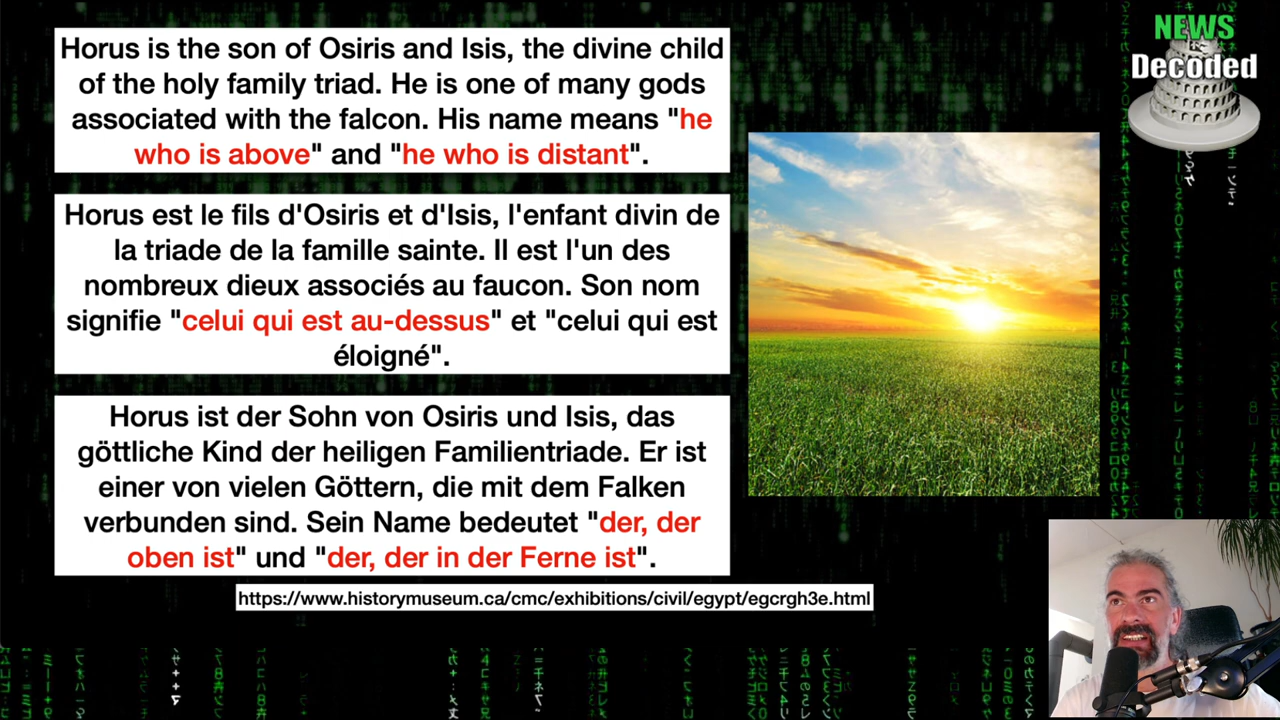 Horus is the son of Osiris and Isis, the divine child
of the holy family triad. He is one of many gods
associated with the falcon. His name means "he
who is above" and "he who is distant".
Horus est le fils d'Osiris et d'Isis, l'enfant divin de
la triade de la famille sainte. Il est l'un des
nombreux dieux associés au faucon. Son nom
signifie "celui qui est au-dessus" et "celui qui est
éloigné".
Horus ist der Sohn von Osiris und Isis, das
göttliche Kind der heiligen Familientriade. Er ist
einer von vielen Göttern, die mit dem Falken
verbunden sind. Sein Name bedeutet "der, der
oben ist" und "der, der in der Ferne ist".
https://www.historymuseum.ca/cmc/exhibitions/civil/egypt/egcrgh3e.html
NEWS
Decoded